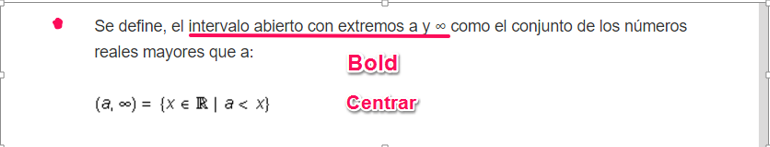 Se define, el intervalo abierto con extremos a y ∞ como el conjunto de los números
reales mayores que a:
Bold
(a, ∞) = {x ∈ ℝ | a < x}
Centrar